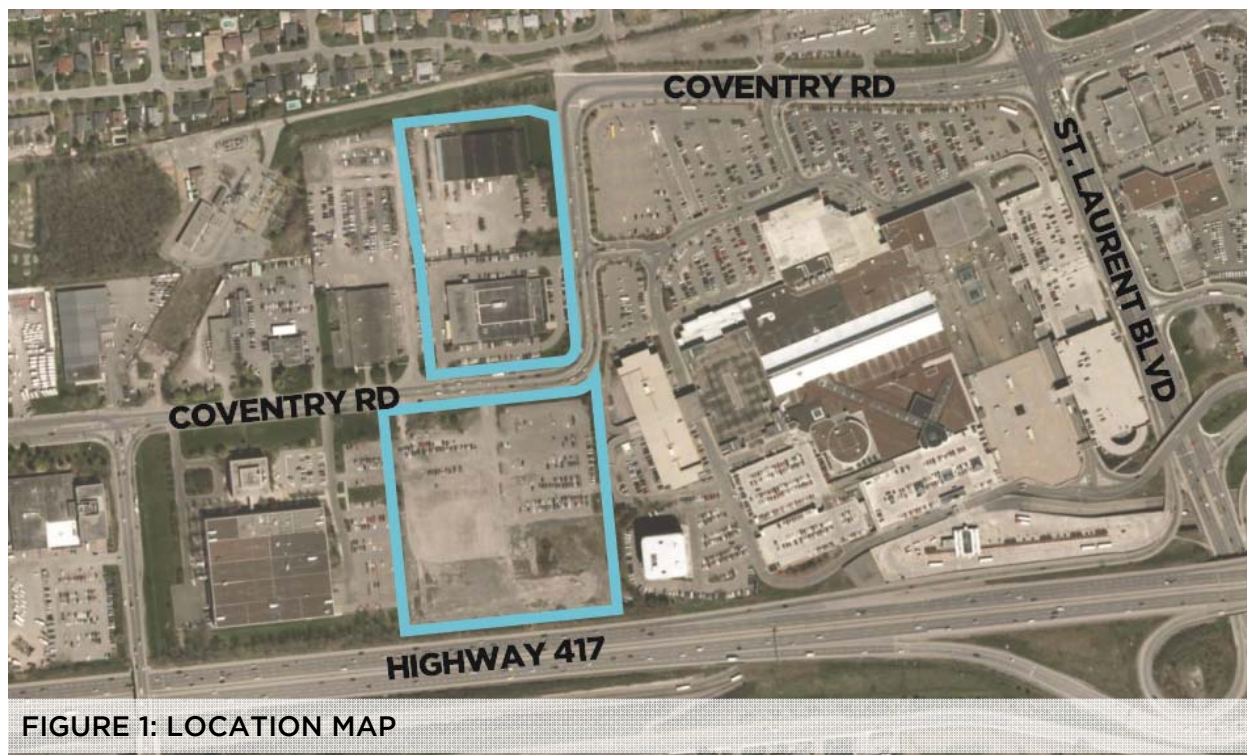 COVENTRY RD
ST. LAURENT BLVD
COVENTRY RD
HIGHWAY 417
FIGURE 1: LOCATION MAP